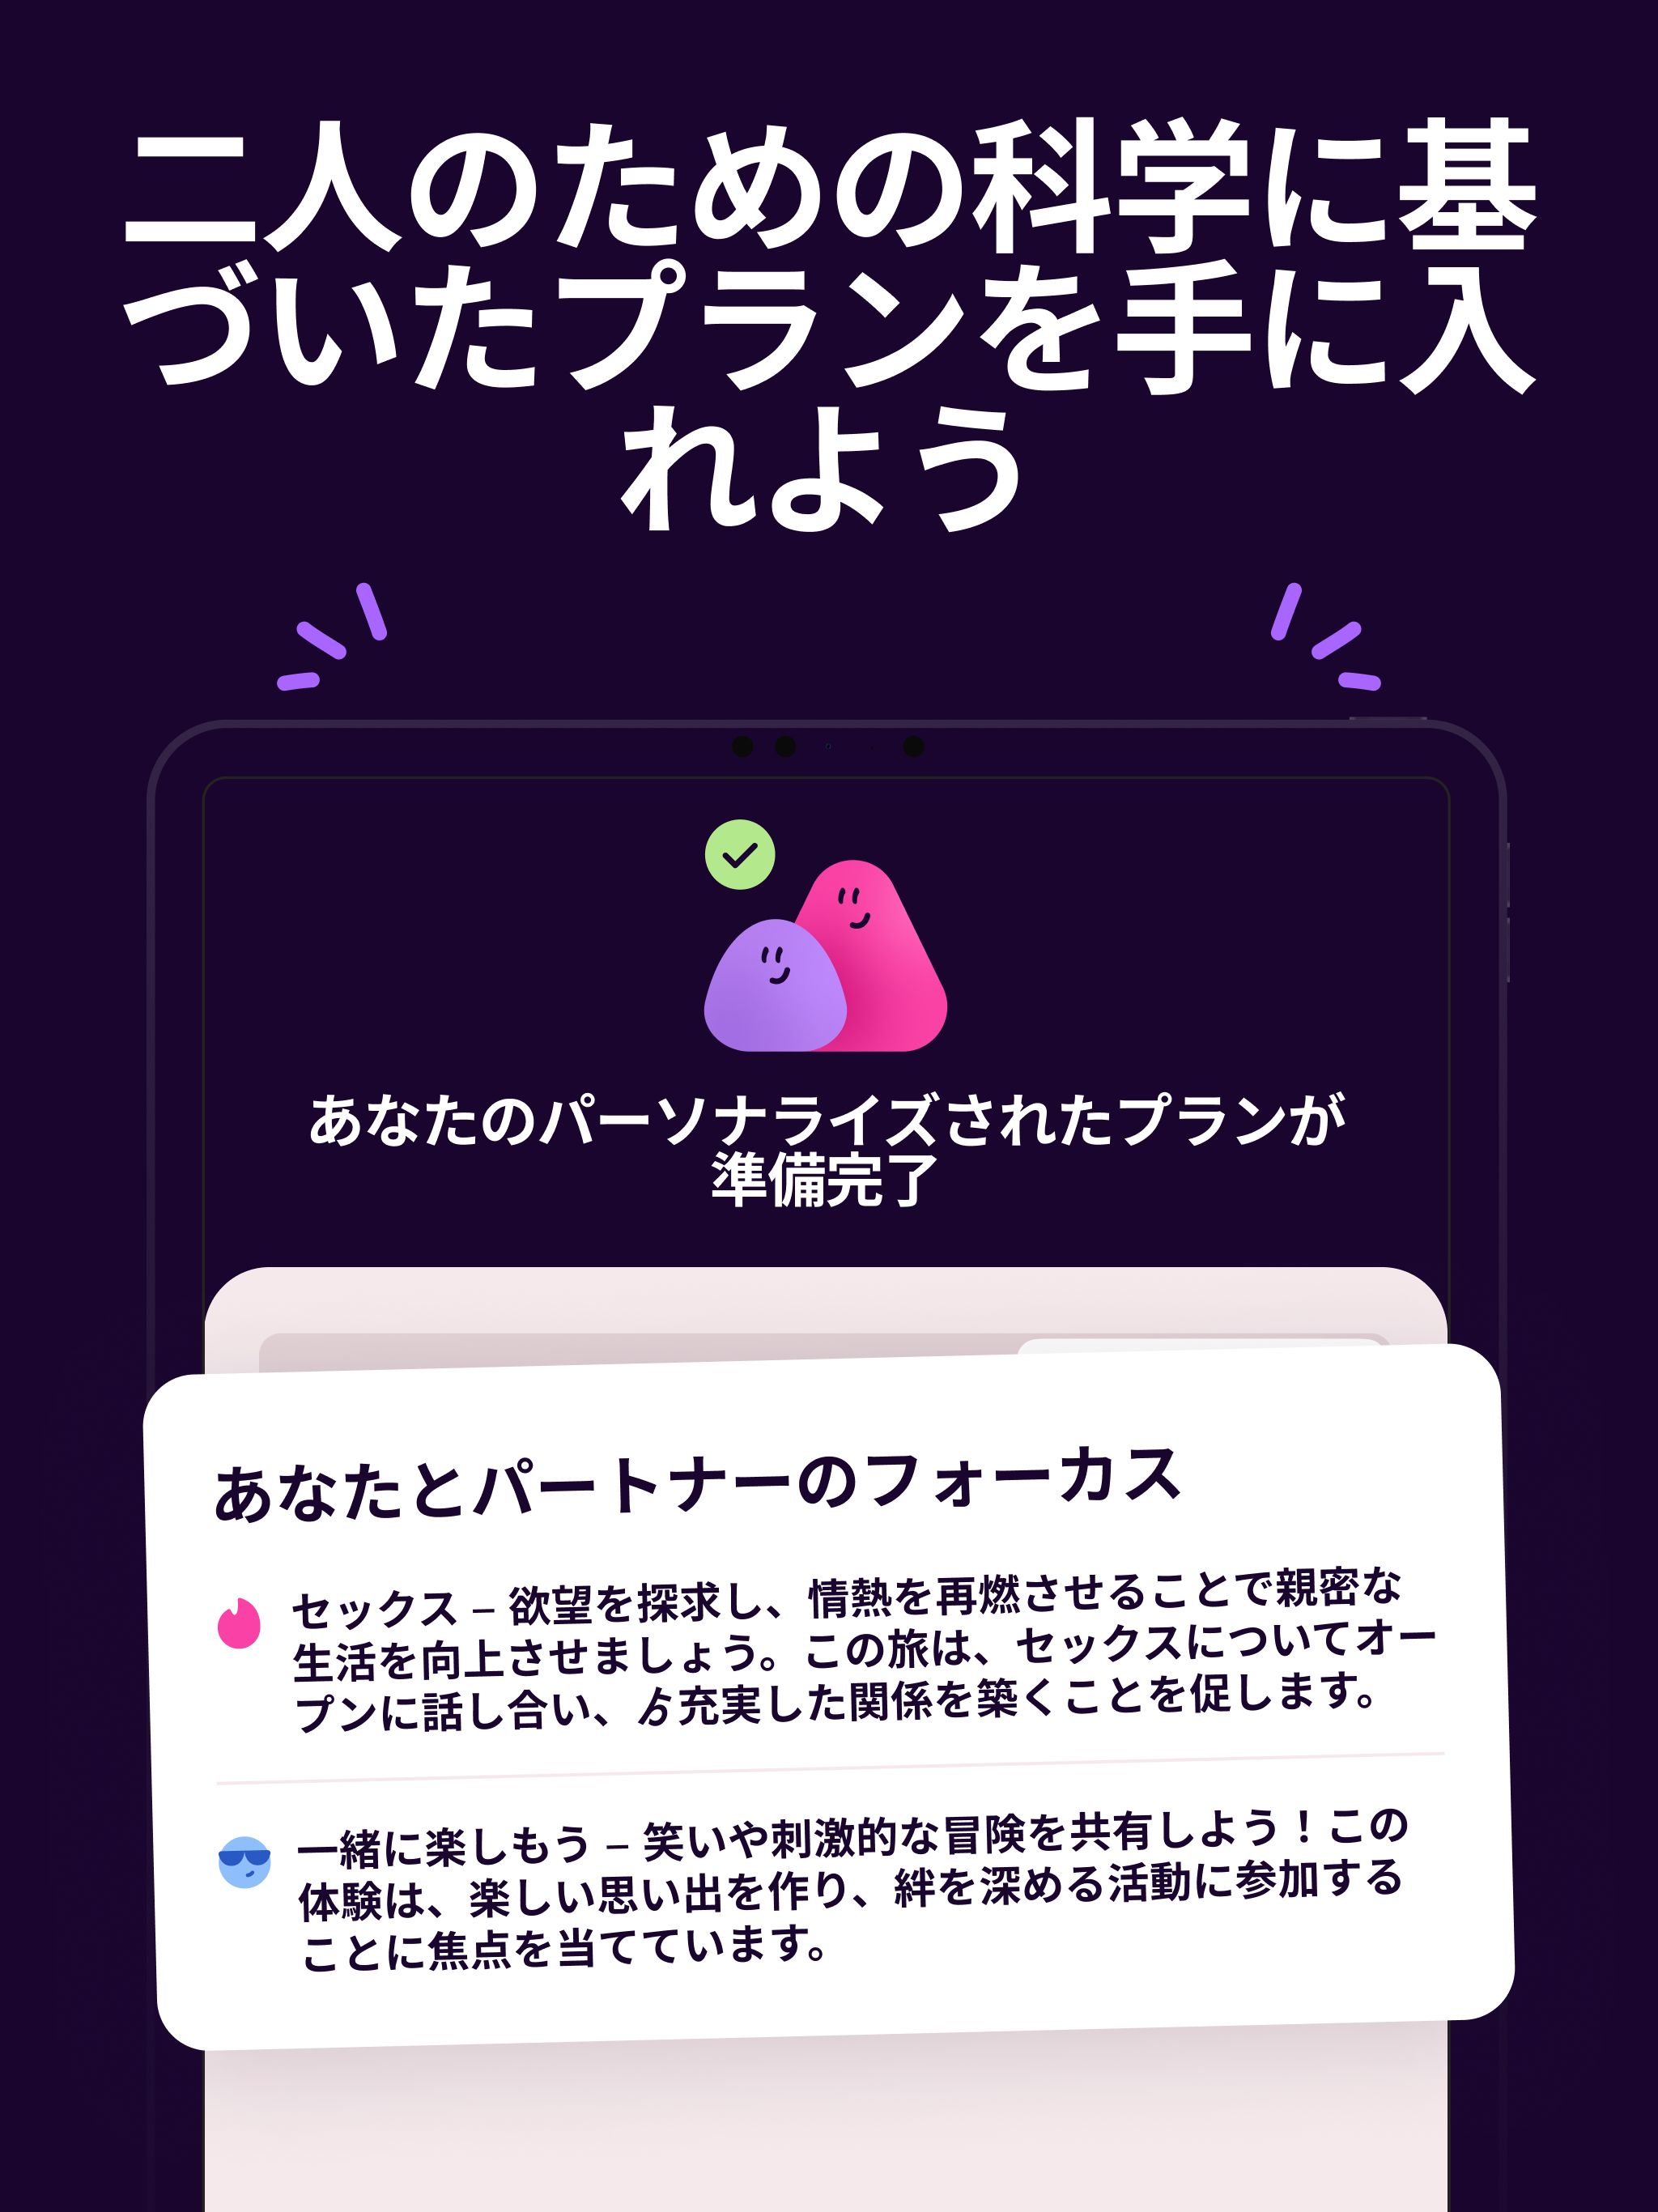 二人のための科学に基
づいたプランを手に入
れよう
あなたのパーソナライズされたプランが
準備完了
あなたとパートナーのフォーカス
セックス – 欲望を探求し、情熱を再燃させることで親密な
生活を向上させましょう。この旅は、セックスについてオー
プンに話し合い、より充実した関係を築くことを促します。
一緒に楽しもう – 笑いや刺激的な冒険を共有しよう！この
体験は、楽しい思い出を作り、絆を深める活動に参加する
ことに焦点を当てています。